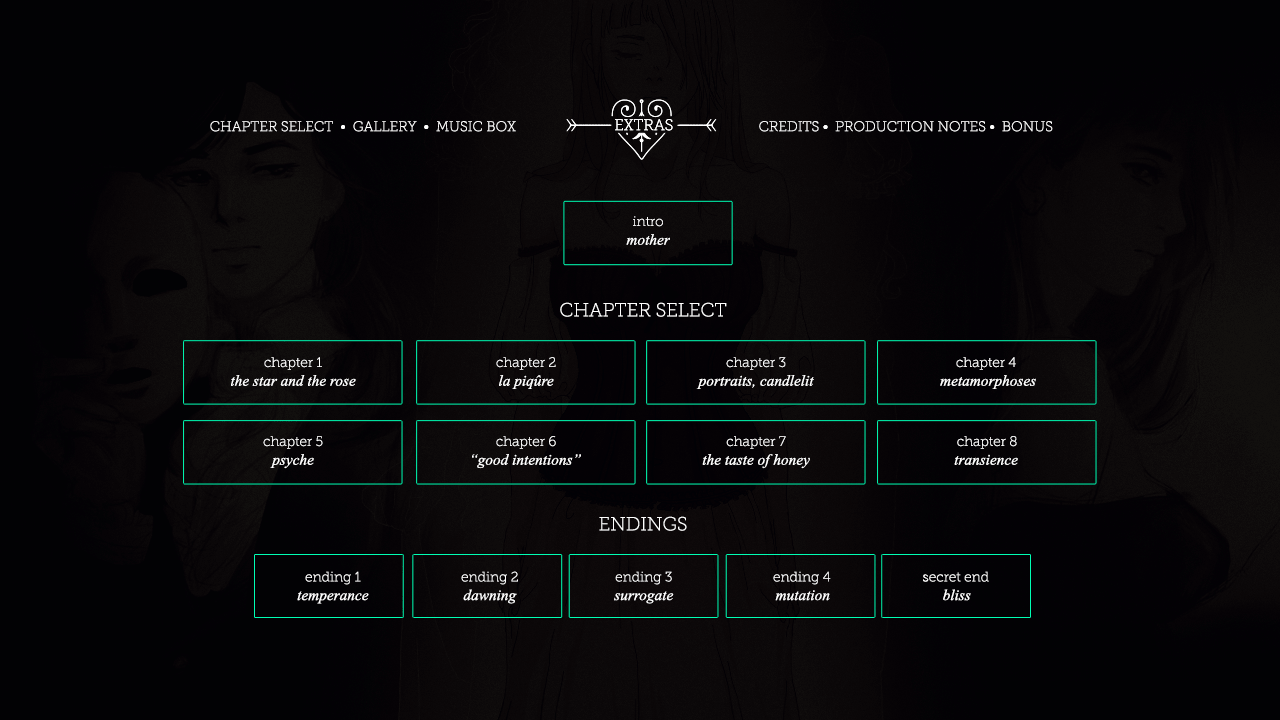 CHAPTER SELECT • GALLERY • MUSIC BOX
EXTRAS
CREDITS • PRODUCTION NOTES • BONUS
intro
mother
CHAPTER SELECT
chapter 1
the star and the rose
chapter 2
la piqûre
chapter 3
portraits, candlelit
chapter 4
metamorphoses
chapter 5
psyche
chapter 6
“good intentions”
chapter 7
the taste of honey
chapter 8
transience
ENDINGS
ending 1
temperance
ending 2
dawning
ending 3
surrogate
ending 4
mutation
secret end
bliss